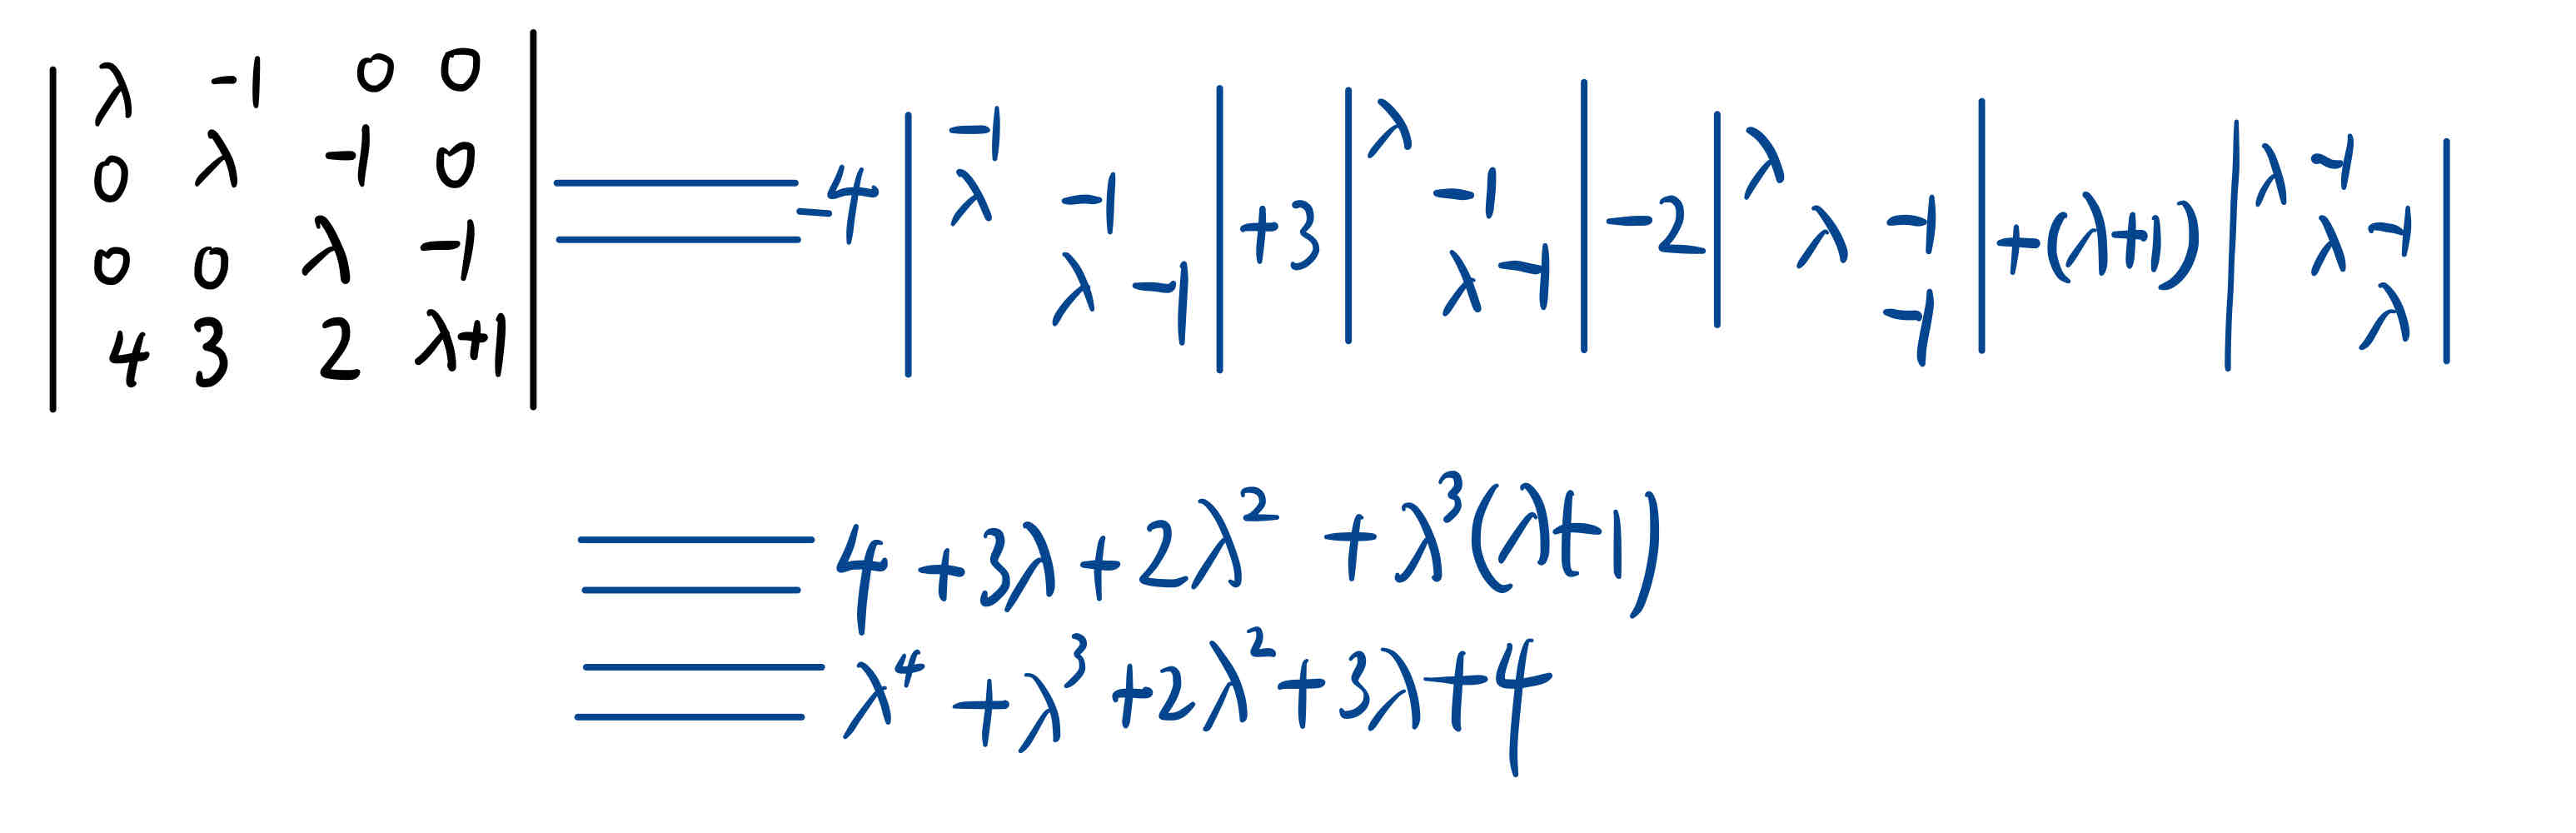 | λ -1 0 0 |
| 0 λ -1 0 |
| 0 0 λ -1 |
| 4 3 2 λ+1 |
= -4 | -1 ; λ -1 ; λ -1 | +3 | λ ; -1 ; λ -1 | -2 | λ ; λ -1 ; -1 | +(λ+1) | λ -1 ; λ -1 ; λ |
= 4 + 3λ + 2λ² + λ³(λ+1)
= λ⁴ + λ³ + 2λ² + 3λ + 4